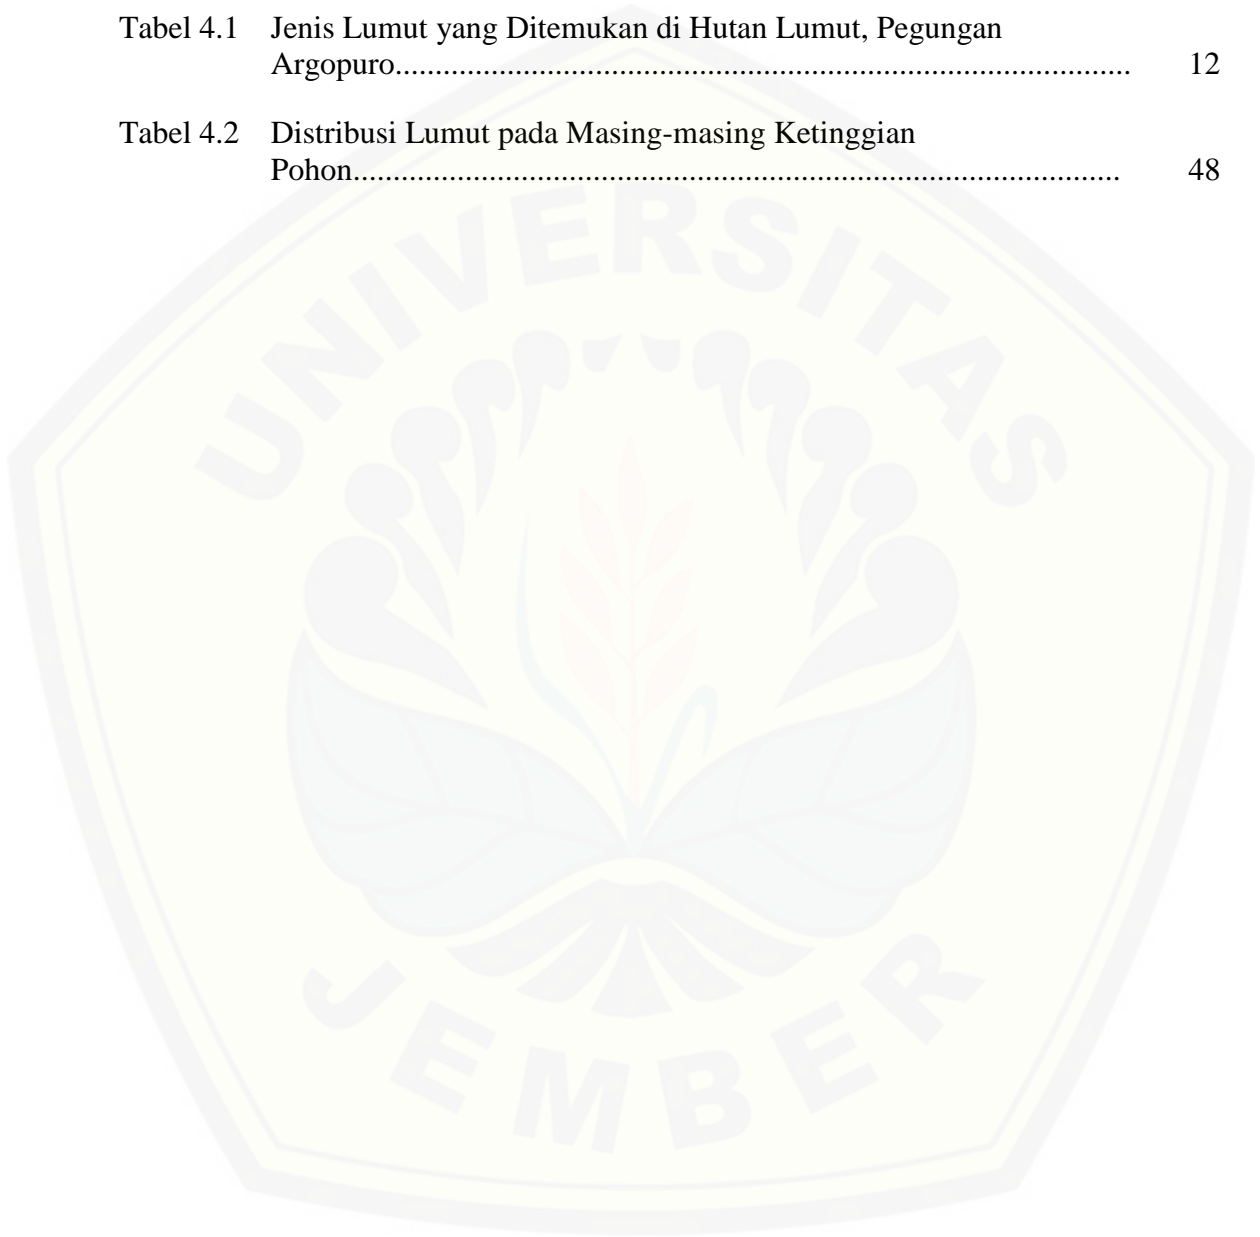 Tabel 4.1 Jenis Lumut yang Ditemukan di Hutan Lumut, Pegungan
Argopuro........................................................................................... 12
Tabel 4.2 Distribusi Lumut pada Masing-masing Ketinggian
Pohon............................................................................................... 48
UNIVERSITAS
JEMBER